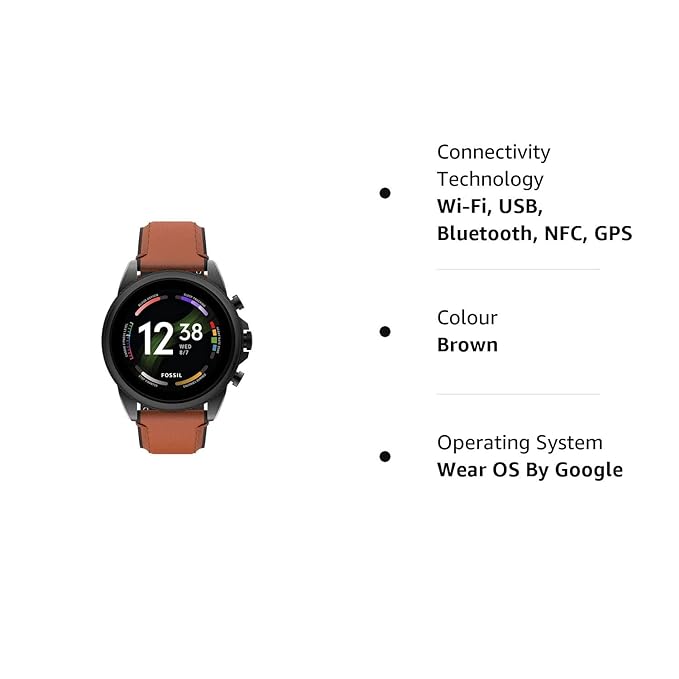 12
38
WED
8/7
FOSSIL
Connectivity
Technology
Wi-Fi, USB,
Bluetooth, NFC, GPS
Colour
Brown
Operating System
Wear OS By Google